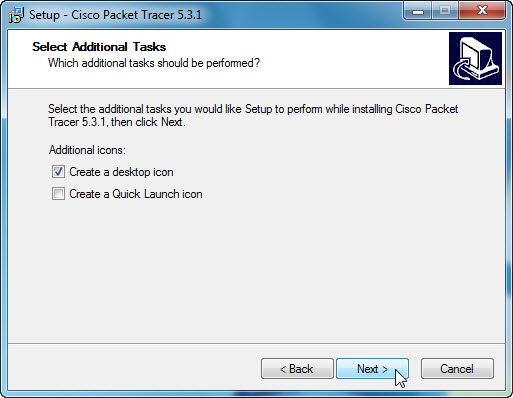 Setup - Cisco Packet Tracer 5.3.1
Select Additional Tasks
Which additional tasks should be performed?
Select the additional tasks you would like Setup to perform while installing Cisco Packet
Tracer 5.3.1, then click Next.
Additional icons:
Create a desktop icon
Create a Quick Launch icon
< Back
Next >
Cancel